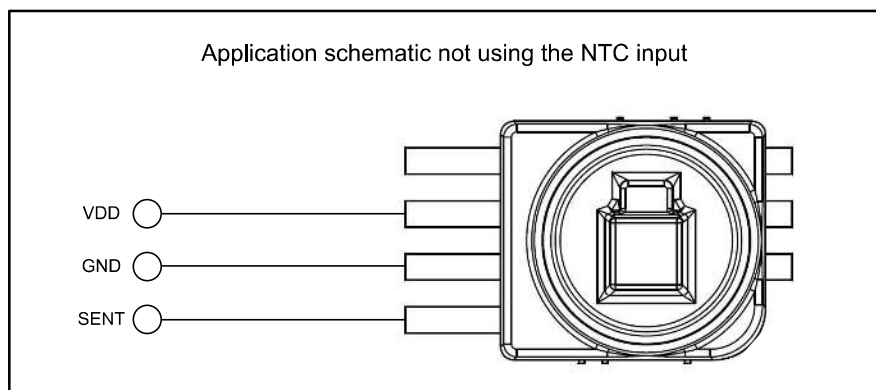 Application schematic not using the NTC input
VDD
GND
SENT